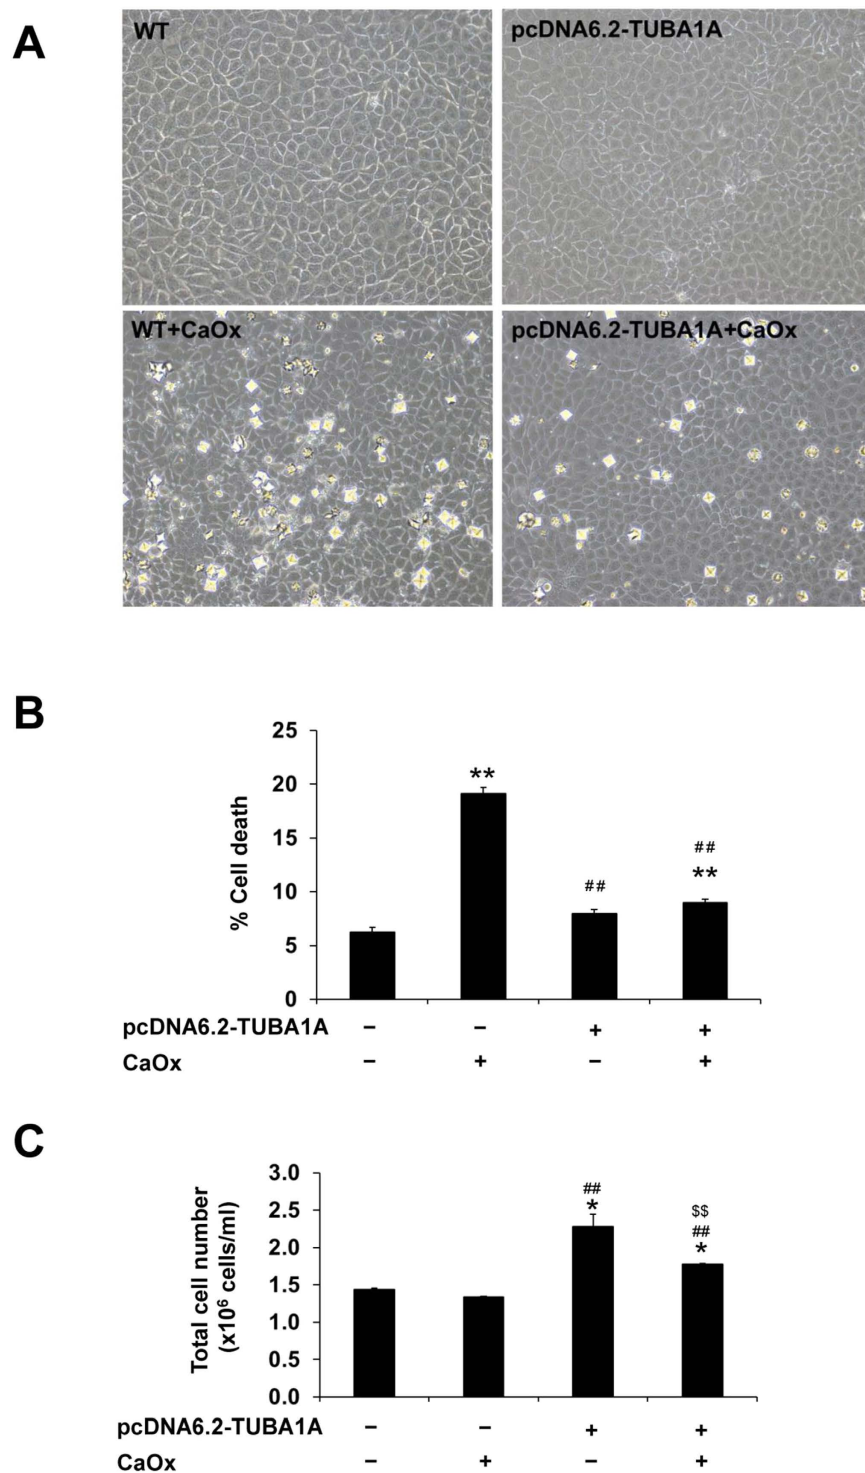 A
WT
pcDNA6.2-TUBA1A
WT+CaOx
pcDNA6.2-TUBA1A+CaOx
B
% Cell death
25
20
15
10
5
0
**
##
##
**
pcDNA6.2-TUBA1A − − + +
CaOx − + − +
C
Total cell number
(x10⁶ cells/ml)
3.0
2.5
2.0
1.5
1.0
0.5
0.0
##
*
$$
##
*
pcDNA6.2-TUBA1A − − + +
CaOx − + − +